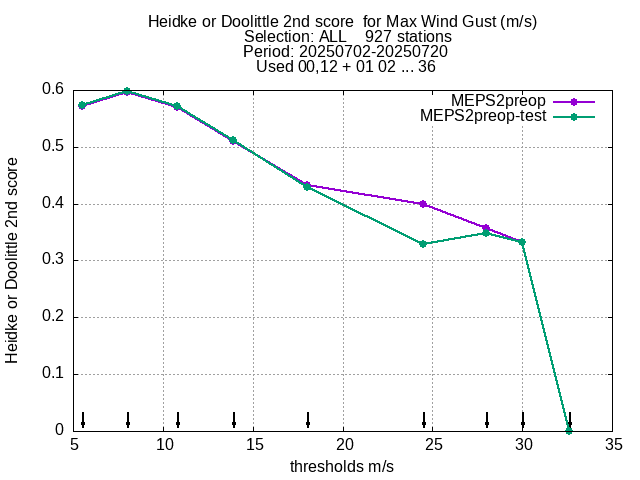 Heidke or Doolittle 2nd score  for Max Wind Gust (m/s)
Selection: ALL    927 stations
Period: 20250702-20250720
Used 00,12 + 01 02 ... 36
MEPS2preop
MEPS2preop-test
0.6
0.5
0.4
0.3
0.2
0.1
0
Heidke or Doolittle 2nd score
5 10 15 20 25 30 35
thresholds m/s